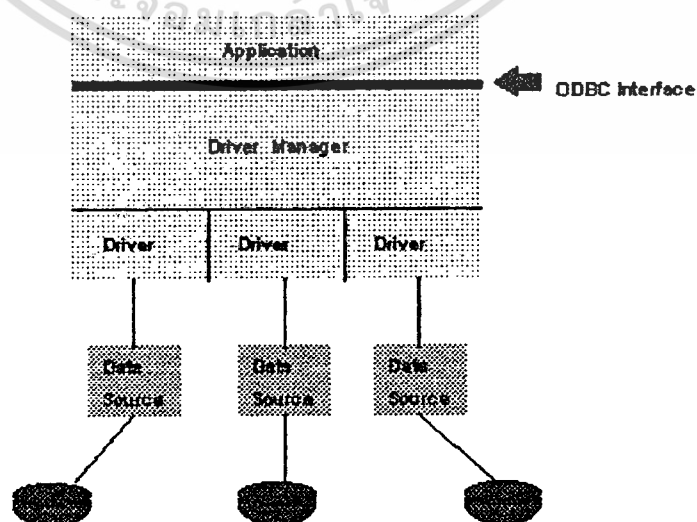 Application
ODBC Interface
Driver Manager
Driver Driver Driver
Data Data Data
Source Source Source